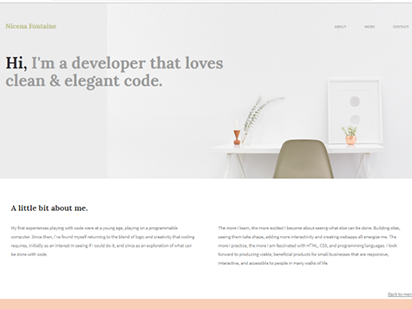 Nicena Fontaine
ABOUT WORK CONTACT
Hi, I'm a developer that loves
clean & elegant code.
A little bit about me.
My first experiences playing with code were at a young age, playing on a programmable
computer. Since then, I've found myself returning to the blend of logic and creativity that coding
requires, initially as an interest in seeing if I could do it, and since as an exploration of what can
be done with code.
The more I learn, the more excited I become about seeing what else can be done. Building sites,
seeing them take shape, adding more interactivity and creating webapps all energise me. The
more I practice, the more I am fascinated with HTML, CSS, and programming languages. I look
forward to producing viable, beneficial products for small businesses that are responsive,
interactive, and accessible to people in many walks of life.
Back to men